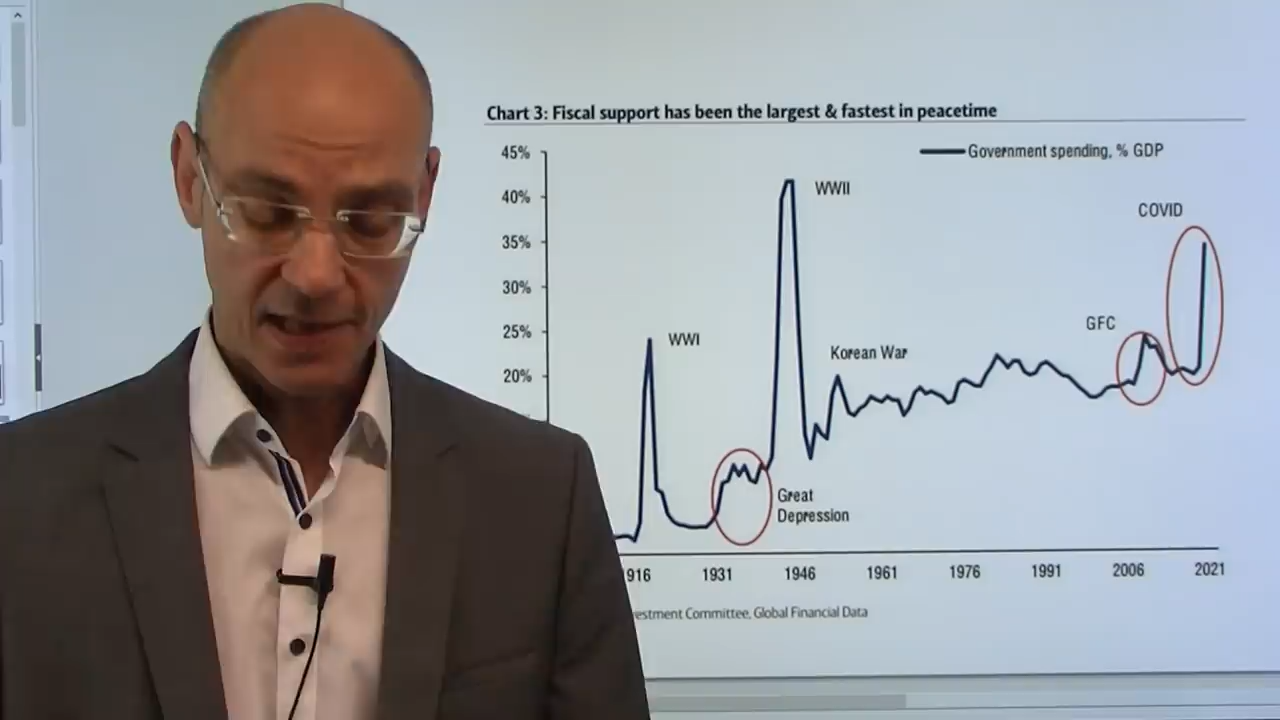 Chart 3: Fiscal support has been the largest & fastest in peacetime
45%
Government spending, % GDP
40%
WWII
COVID
35%
30%
25%
WWI
GFC
Korean War
20%
Great
Depression
916
1931
1946
1961
1976
1991
2006
2021
estment Committee, Global Financial Data